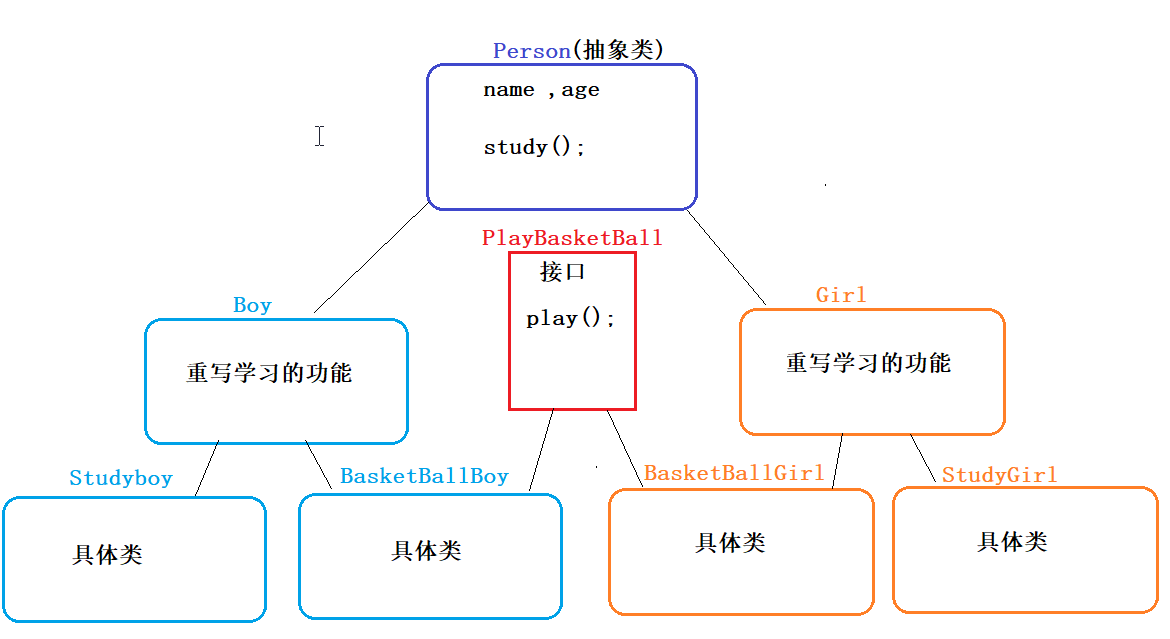 Person(抽象类)
name ,age
study();
PlayBasketBall
接口
play();
Boy
重写学习的功能
Girl
重写学习的功能
Studyboy
具体类
BasketBallBoy
具体类
BasketBallGirl
具体类
StudyGirl
具体类